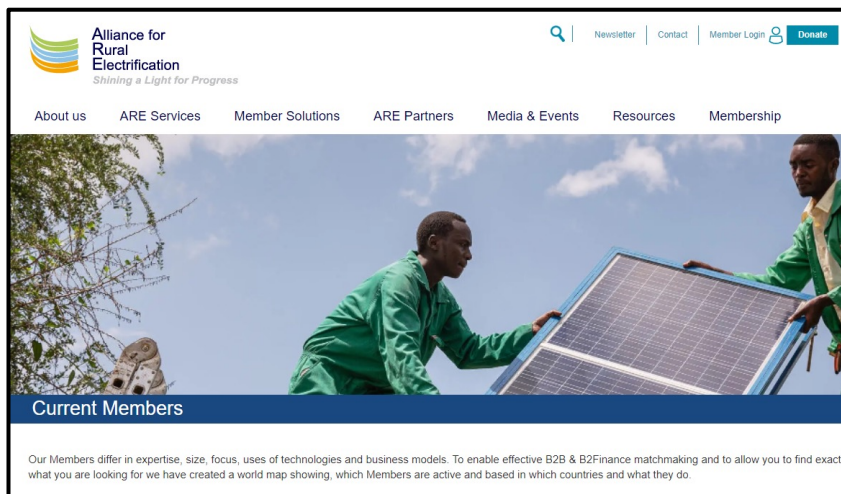 Alliance for
Rural
Electrification
Shining a Light for Progress
Newsletter
Contact
Member Login
Donate
About us
ARE Services
Member Solutions
ARE Partners
Media & Events
Resources
Membership
Current Members
Our Members differ in expertise, size, focus, uses of technologies and business models. To enable effective B2B & B2Finance matchmaking and to allow you to find exact
what you are looking for we have created a world map showing, which Members are active and based in which countries and what they do.